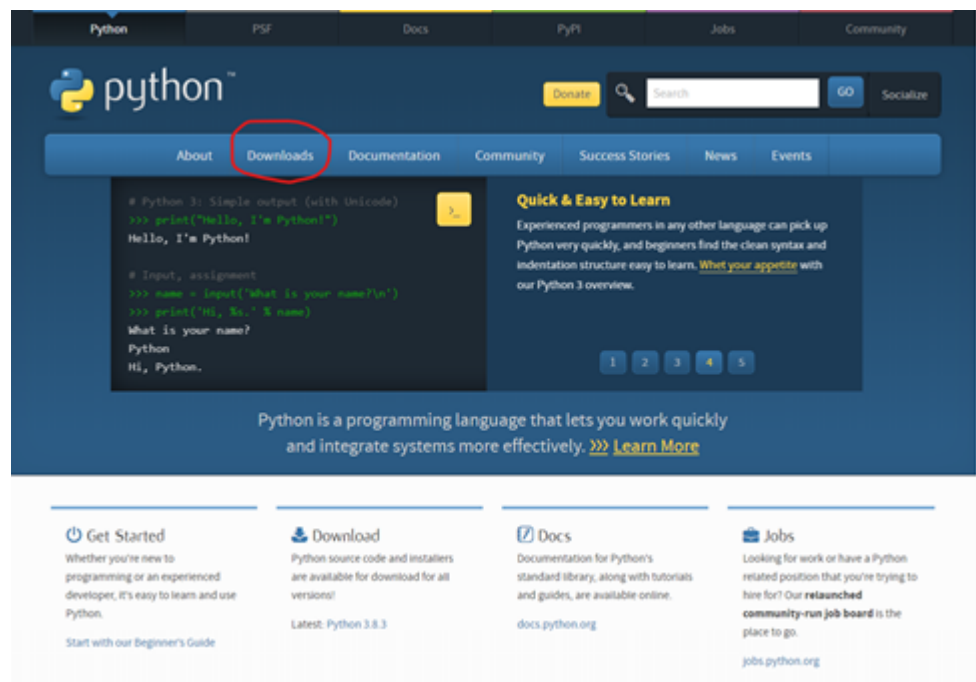 Python PSF Docs PyPI Jobs Community
python™
Donate Search GO Socialize
About Downloads Documentation Community Success Stories News Events
# Python 3: Simple output (with Unicode)
>>> print("Hello, I'm Python!")
Hello, I'm Python!
# Input, assignment
>>> name = input('What is your name?\n')
>>> print('Hi, %s.' % name)
What is your name?
Python
Hi, Python.
>_
Quick & Easy to Learn
Experienced programmers in any other language can pick up
Python very quickly, and beginners find the clean syntax and
indentation structure easy to learn. Whet your appetite with
our Python 3 overview.
1 2 3 4 5
Python is a programming language that lets you work quickly
and integrate systems more effectively. >>> Learn More
Get Started
Whether you're new to
programming or an experienced
developer, it's easy to learn and use
Python.
Start with our Beginner's Guide
Download
Python source code and installers
are available for download for all
versions!
Latest: Python 3.8.3
Docs
Documentation for Python's
standard library, along with tutorials
and guides, are available online.
docs.python.org
Jobs
Looking for work or have a Python
related position that you're trying to
hire for? Our relaunched
community-run job board is the
place to go.
jobs.python.org